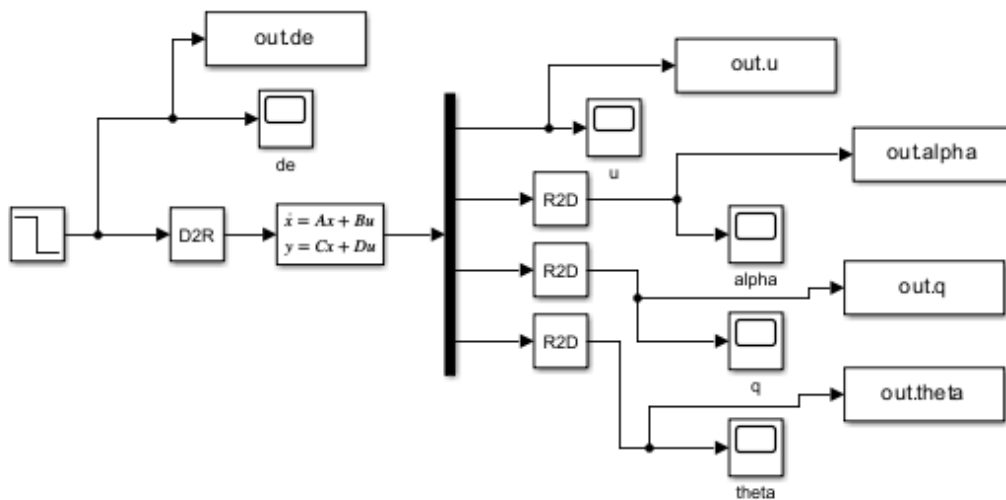 out.de
out.u
de
out.alpha
u
R2D
D2R
ẋ = Ax + Bu
y = Cx + Du
alpha
R2D
out.q
R2D
q
out.theta
theta